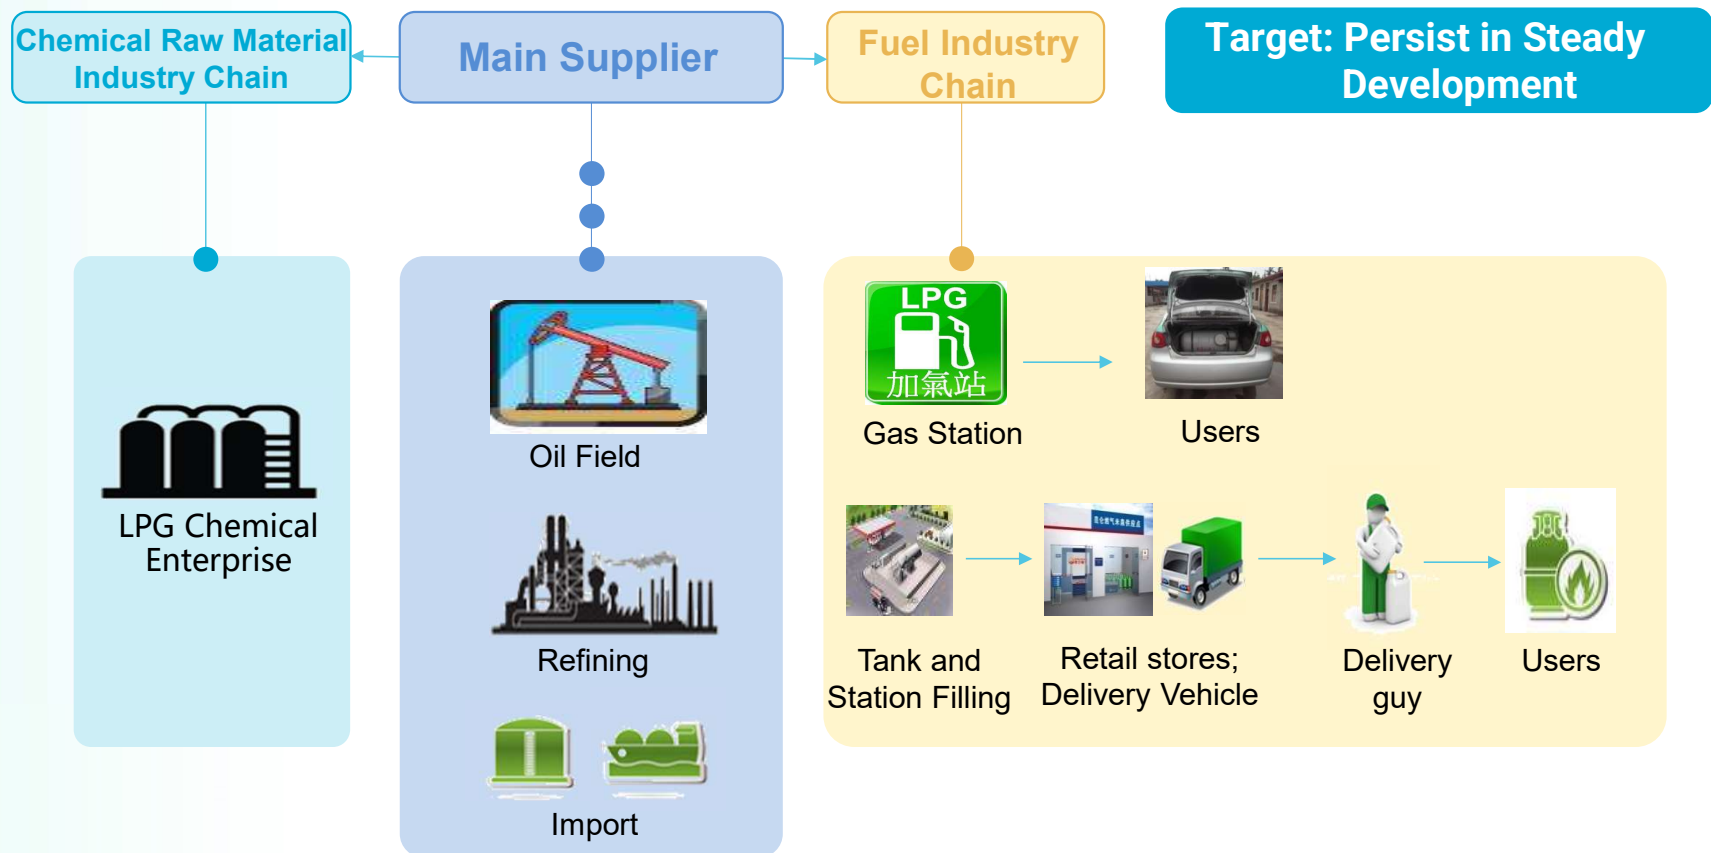 Chemical Raw Material
Industry Chain
Main Supplier
Fuel Industry
Chain
Target: Persist in Steady
Development
LPG Chemical
Enterprise
Oil Field
Refining
Import
LPG
加氣站
Gas Station
Users
Tank and
Station Filling
Retail stores;
Delivery Vehicle
Delivery
guy
Users